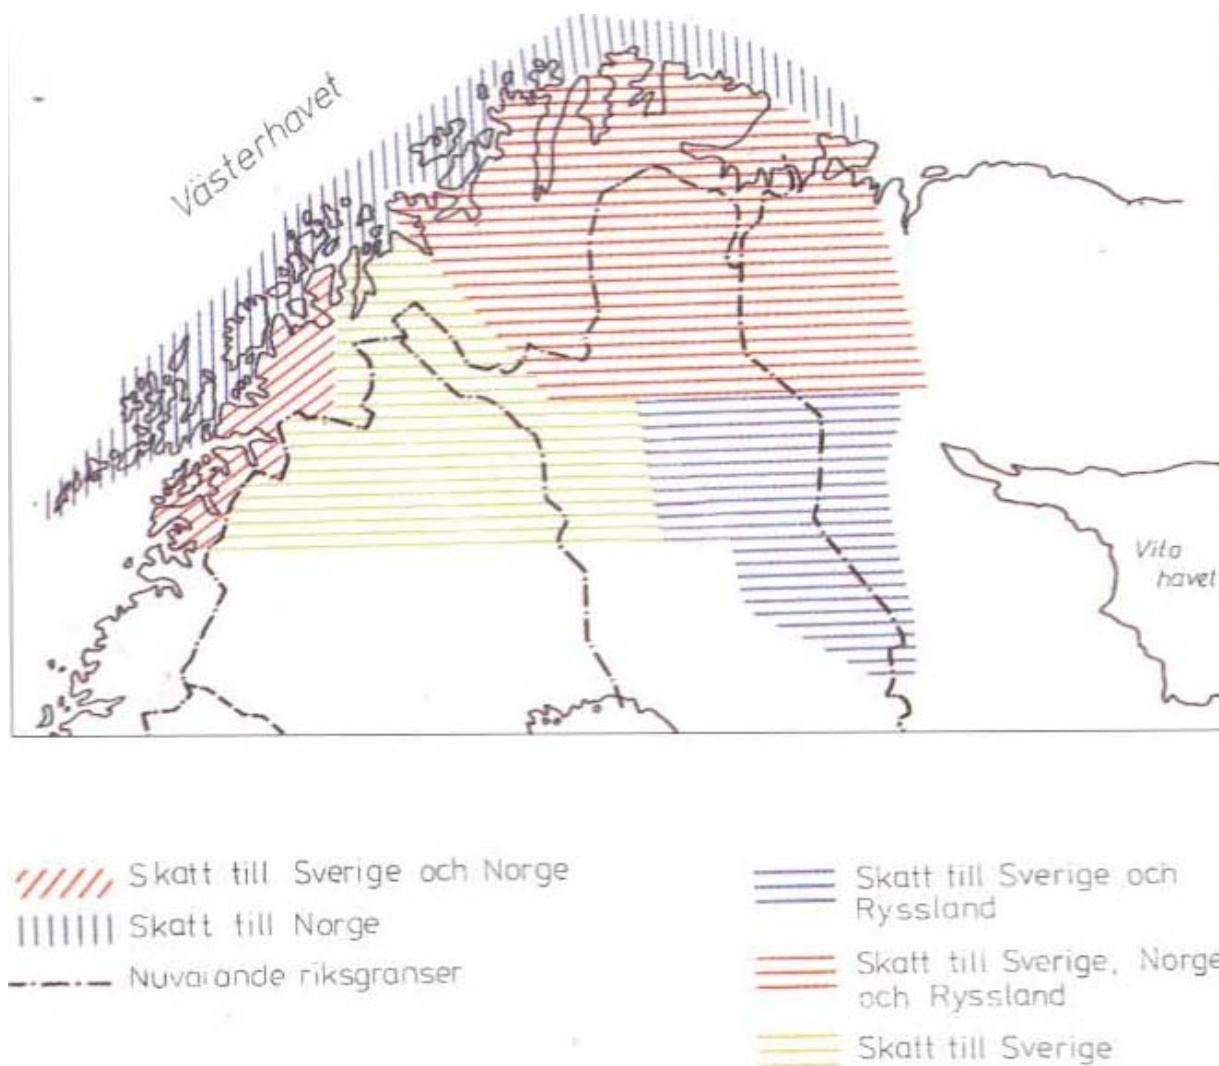 Västerhavet
Vita
havet
Skatt till Sverige och Norge
Skatt till Norge
Nuvarande riksgränser
Skatt till Sverige och
Ryssland
Skatt till Sverige, Norge
och Ryssland
Skatt till Sverige